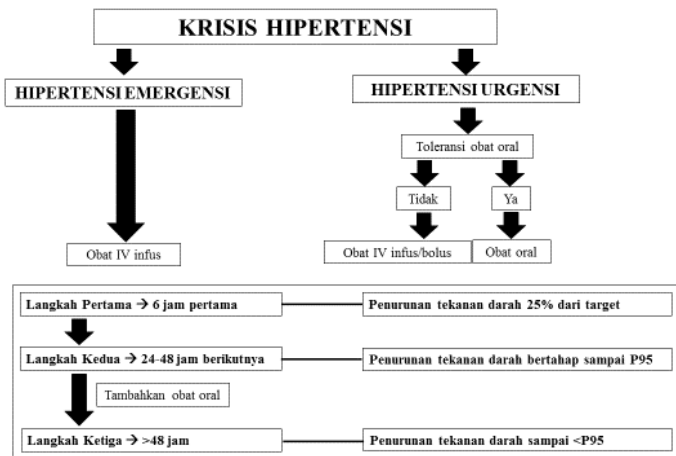 KRISIS HIPERTENSI
HIPERTENSI EMERGENSI
HIPERTENSI URGENSI
Toleransi obat oral
Tidak
Ya
Obat IV infus
Obat IV infus/bolus
Obat oral
Langkah Pertama → 6 jam pertama
Penurunan tekanan darah 25% dari target
Langkah Kedua → 24-48 jam berikutnya
Penurunan tekanan darah bertahap sampai P95
Tambahkan obat oral
Langkah Ketiga → >48 jam
Penurunan tekanan darah sampai <P95